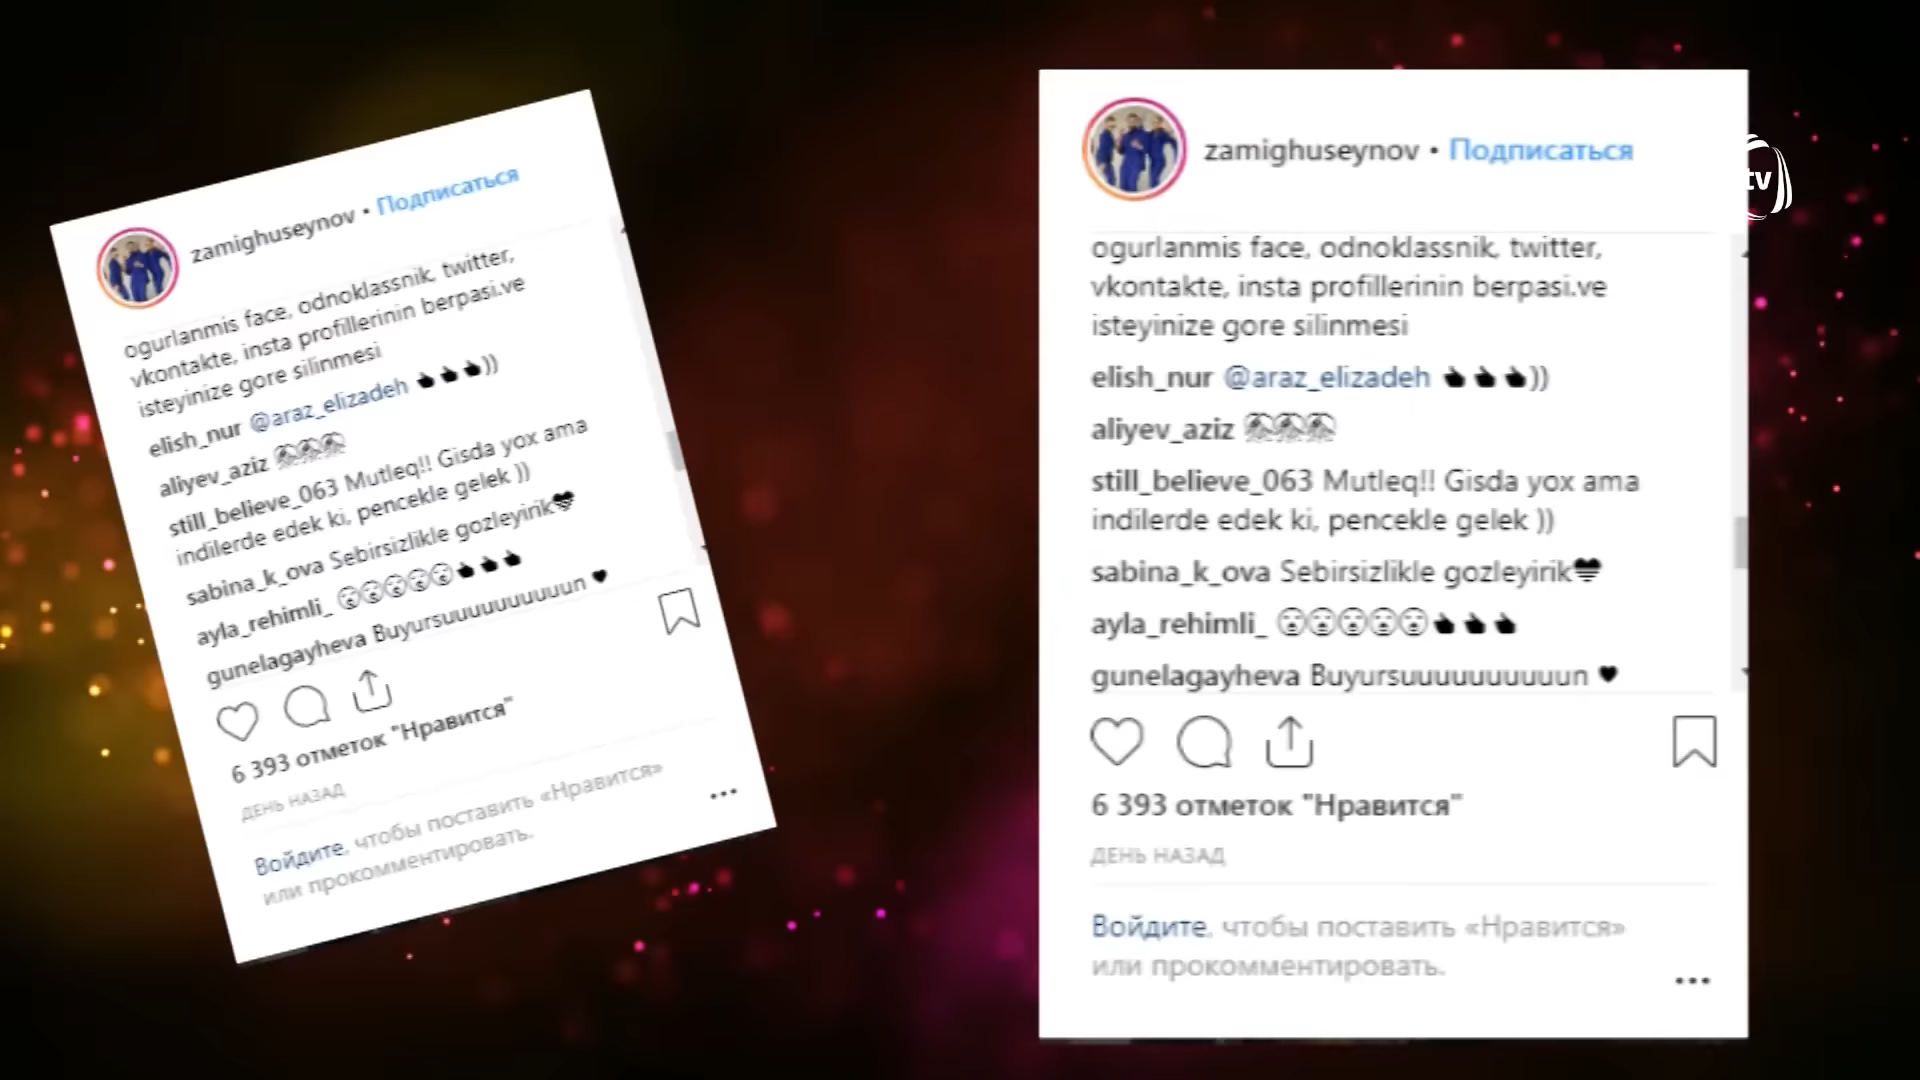 zamighuseynov • Подписаться
ogurlanmis face, odnoklassnik, twitter,
vkontakte, insta profillerinin berpasi.ve
isteyinize gore silinmesi
elish_nur @araz_elizadeh ))
aliyev_aziz
still_believe_063 Mutleq!! Gisda yox ama
indilerde edek ki, pencekle gelek ))
sabina_k_ova Sebirsizlikle gozleyirik
ayla_rehimli_
gunelagayheva Buyursuuuuuuuuuun ♥
6 393 отметок "Нравится"
ДЕНЬ НАЗАД
Войдите, чтобы поставить «Нравится»
или прокомментировать.
zamighuseynov • Подписаться
ogurlanmis face, odnoklassnik, twitter,
vkontakte, insta profillerinin berpasi.ve
isteyinize gore silinmesi
elish_nur @araz_elizadeh ))
aliyev_aziz
still_believe_063 Mutleq!! Gisda yox ama
indilerde edek ki, pencekle gelek ))
sabina_k_ova Sebirsizlikle gozleyirik
ayla_rehimli_
gunelagayheva Buyursuuuuuuuuuun ♥
6 393 отметок "Нравится"
ДЕНЬ НАЗАД
Войдите, чтобы поставить «Нравится»
или прокомментировать.
tv